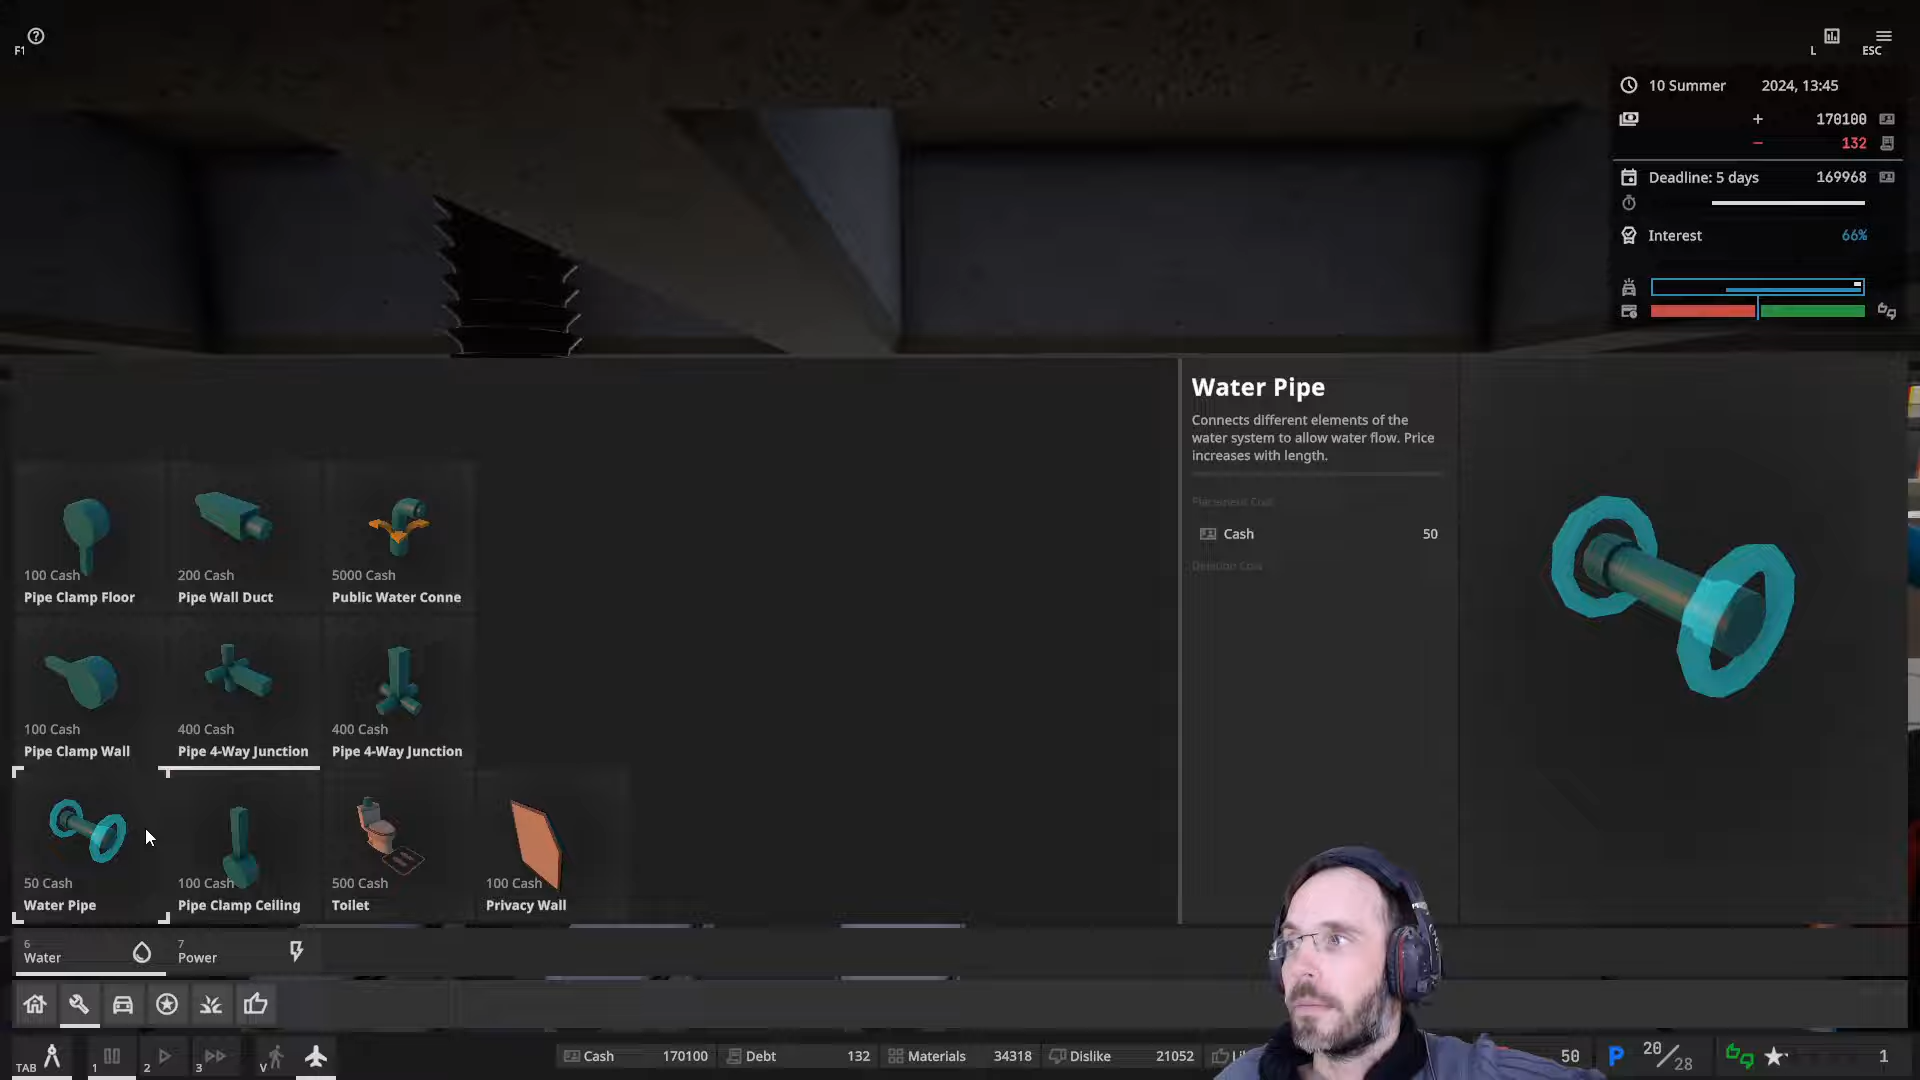 F1
L
ESC
10 Summer 2024, 13:45
+ 170100
− 132
Deadline: 5 days 169968
Interest 66%
Water Pipe
Connects different elements of the
water system to allow water flow. Price
increases with length.
Placement Cost
Cash 50
Deletion Cost
100 Cash
Pipe Clamp Floor
200 Cash
Pipe Wall Duct
5000 Cash
Public Water Conne
100 Cash
Pipe Clamp Wall
400 Cash
Pipe 4-Way Junction
400 Cash
Pipe 4-Way Junction
50 Cash
Water Pipe
100 Cash
Pipe Clamp Ceiling
500 Cash
Toilet
100 Cash
Privacy Wall
6
Water
7
Power
TAB 1 2 3 V
Cash 170100 Debt 132 Materials 34318 Dislike 21052 Li
50 P 20/28 1